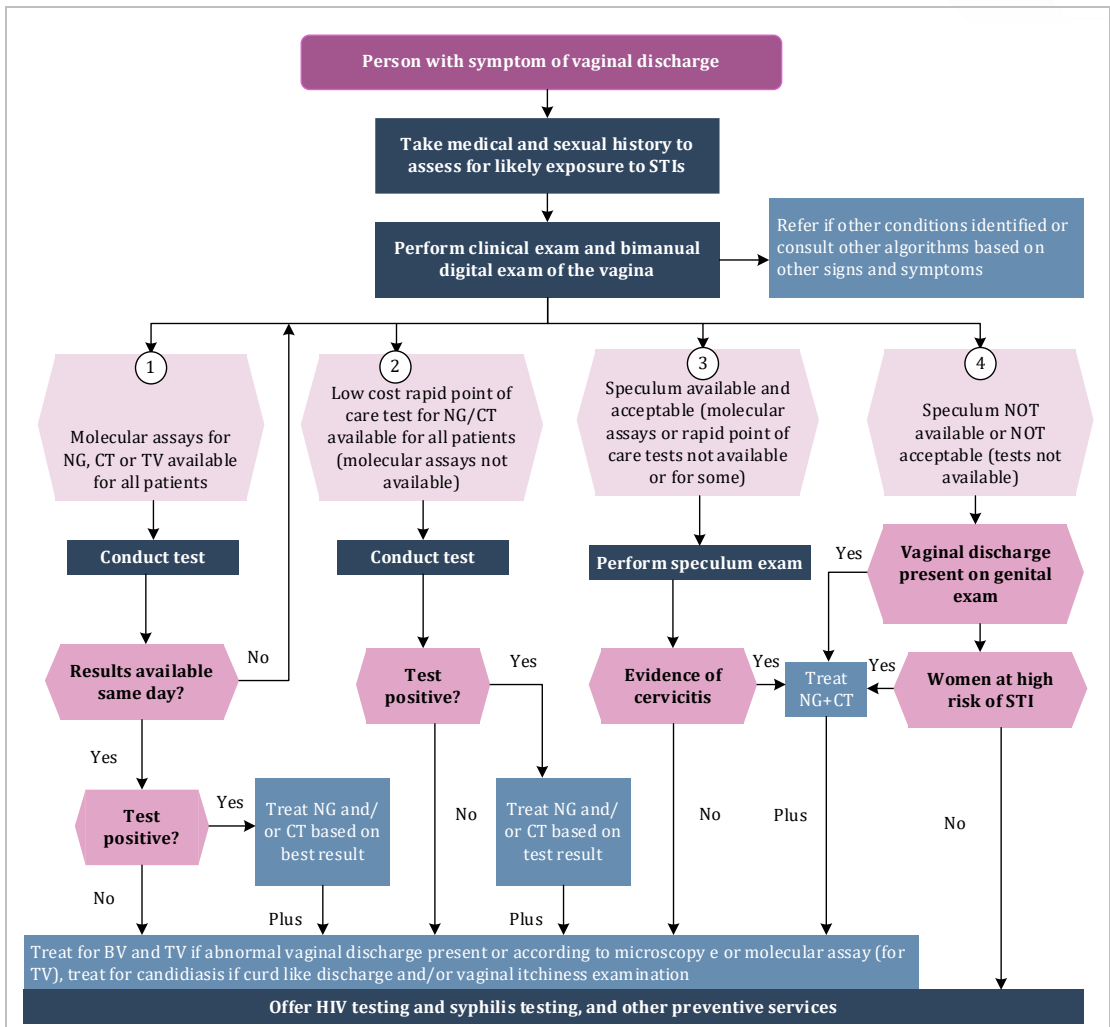 Person with symptom of vaginal discharge
Take medical and sexual history to
assess for likely exposure to STIs
Perform clinical exam and bimanual
digital exam of the vagina
Refer if other conditions identified or
consult other algorithms based on
other signs and symptoms
1
Molecular assays for
NG, CT or TV available
for all patients
2
Low cost rapid point of
care test for NG/CT
available for all patients
(molecular assays not
available)
3
Speculum available and
acceptable (molecular
assays or rapid point of
care tests not available
or for some)
4
Speculum NOT
available or NOT
acceptable (tests not
available)
Conduct test
Conduct test
Perform speculum exam
Yes
Vaginal discharge
present on genital
exam
Results available
same day?
No
Test
positive?
Yes
Evidence of
cervicitis
Yes
Treat
NG+CT
Yes
Women at high
risk of STI
Yes
Test
positive?
Yes
Treat NG and/
or CT based on
best result
No
Treat NG and/
or CT based on
test result
No
Plus
No
No
Plus
Plus
Treat for BV and TV if abnormal vaginal discharge present or according to microscopy e or molecular assay (for
TV), treat for candidiasis if curd like discharge and/or vaginal itchiness examination
Offer HIV testing and syphilis testing, and other preventive services